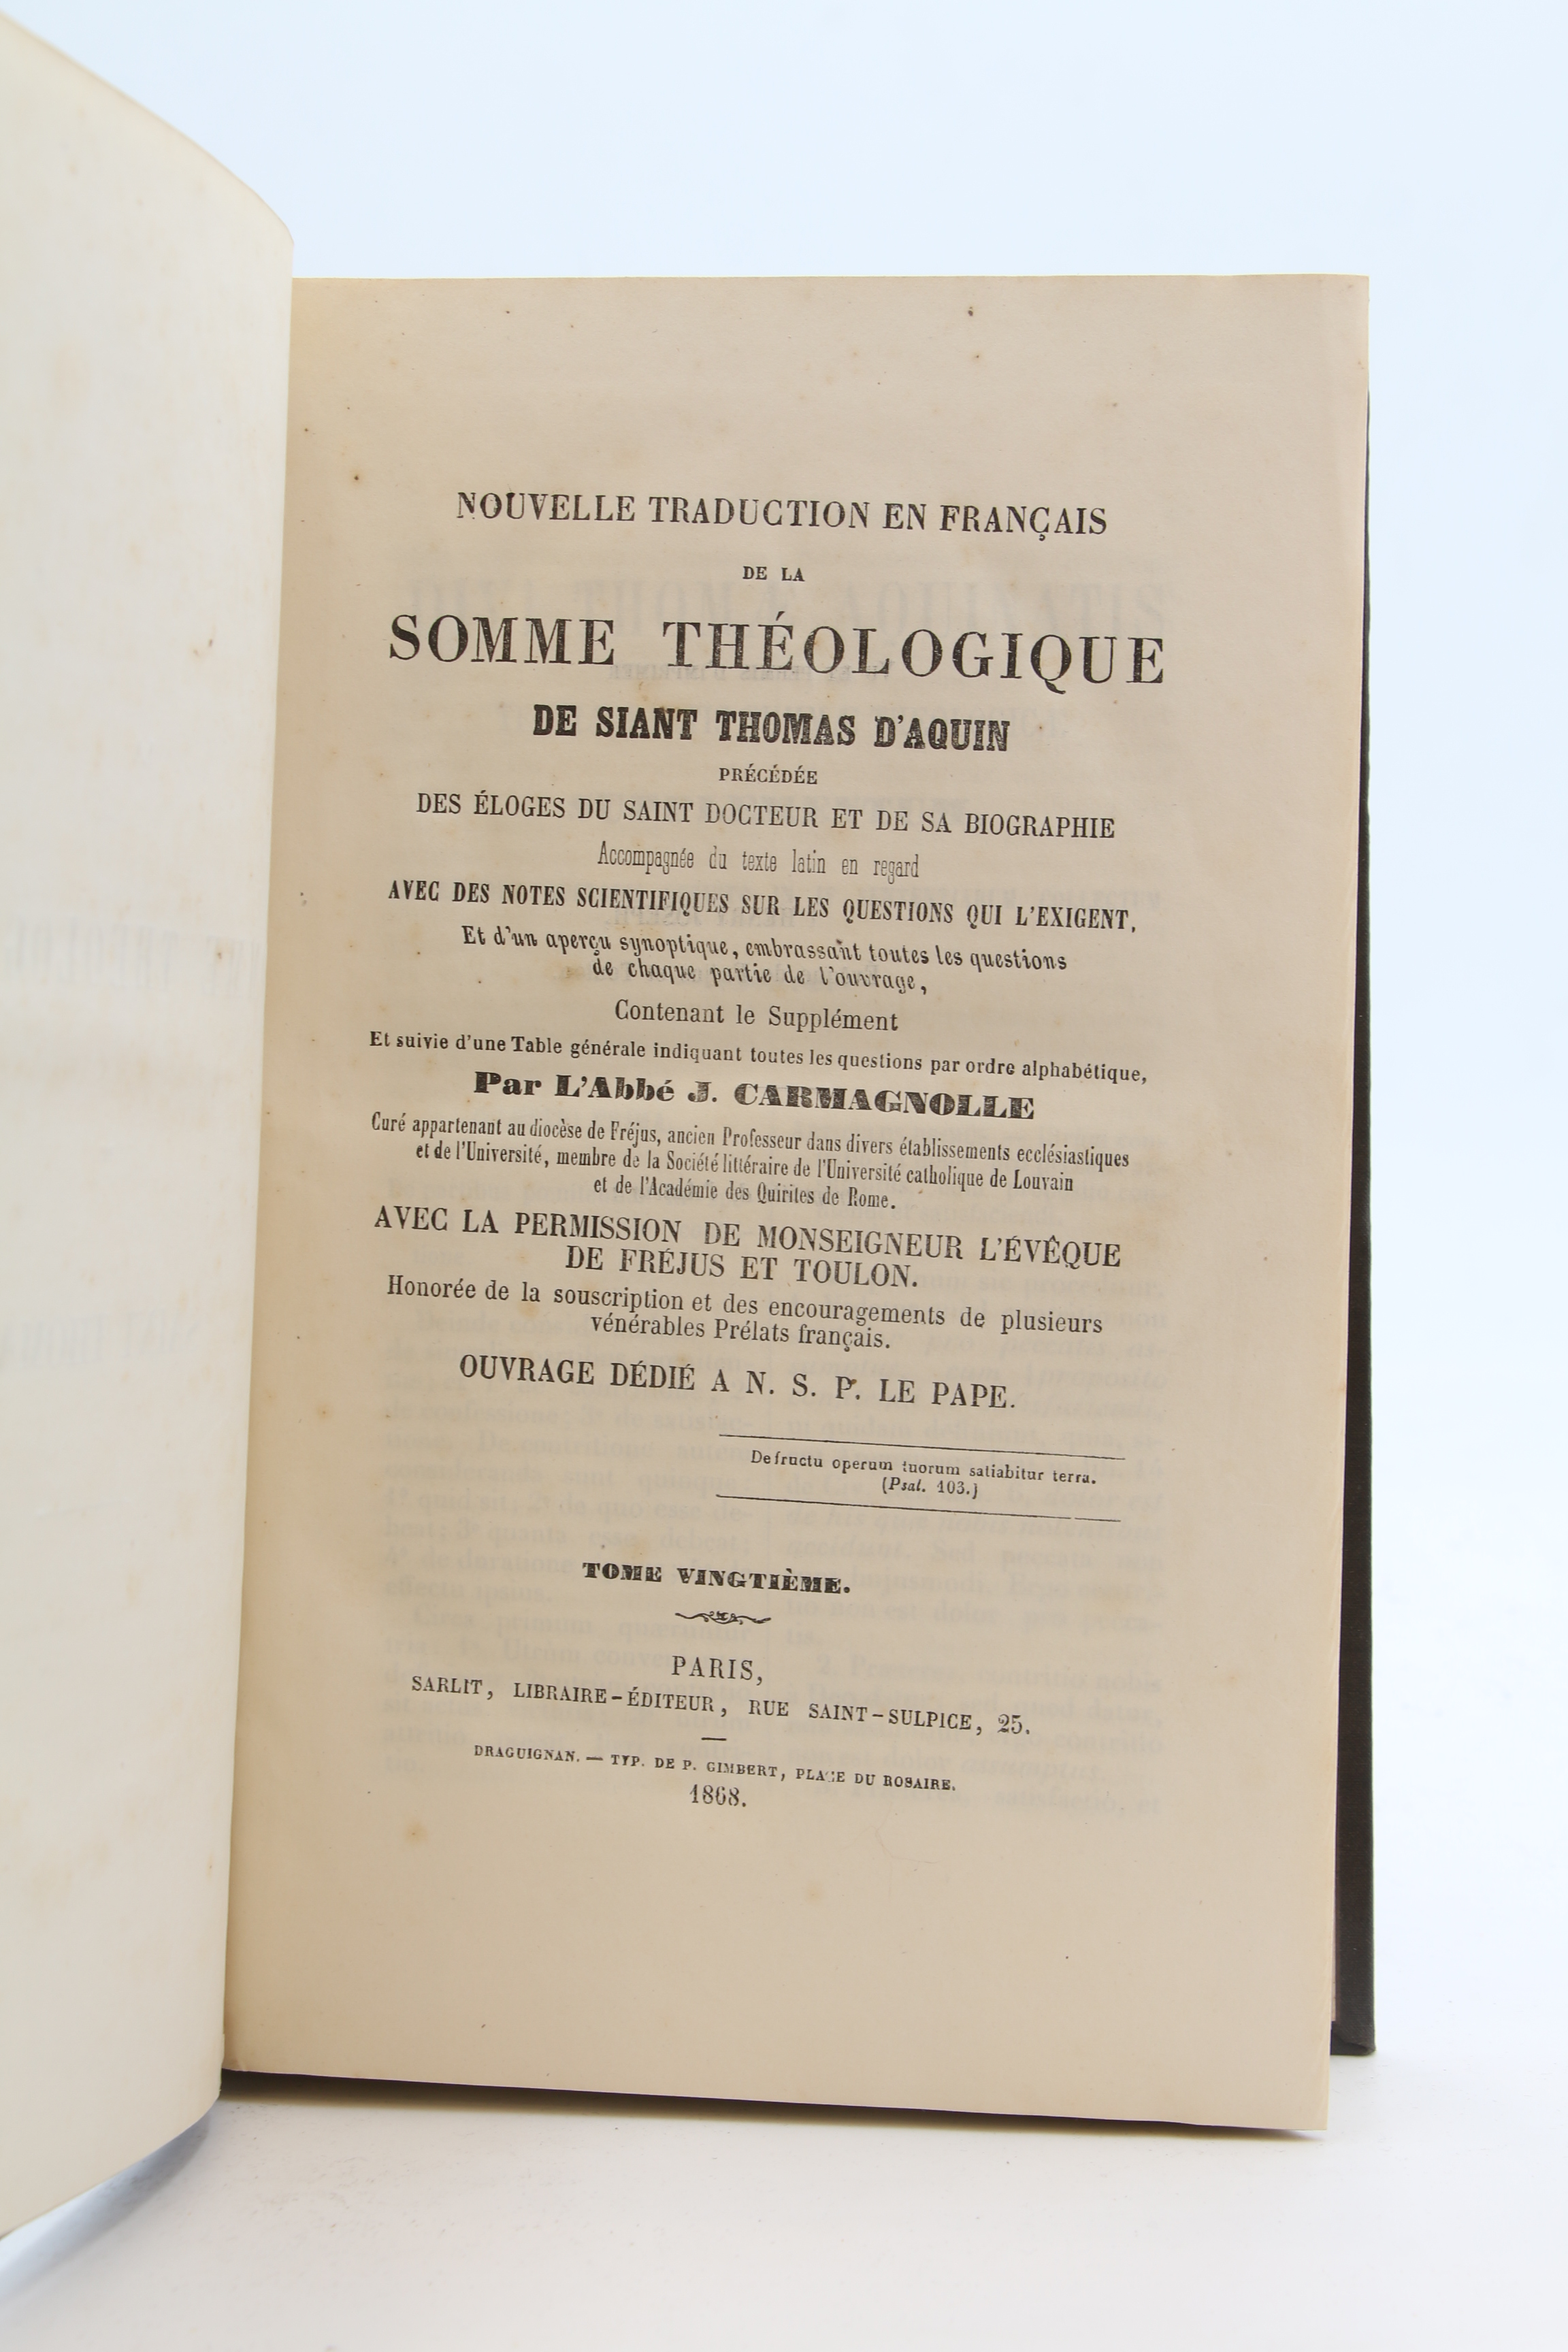 NOUVELLE TRADUCTION EN FRANÇAIS
DE LA
SOMME THÉOLOGIQUE
DE SIANT THOMAS D'AQUIN
PRÉCÉDÉE
DES ÉLOGES DU SAINT DOCTEUR ET DE SA BIOGRAPHIE
Accompagnée du texte latin en regard
AVEC DES NOTES SCIENTIFIQUES SUR LES QUESTIONS QUI L'EXIGENT,
Et d'un aperçu synoptique, embrassant toutes les questions
de chaque partie de l'ouvrage,
Contenant le Supplément
Et suivie d'une Table générale indiquant toutes les questions par ordre alphabétique,
Par L'Abbé J. CARMAGNOLLE
Curé appartenant au diocèse de Fréjus, ancien Professeur dans divers établissements ecclésiastiques
et de l'Université, membre de la Société littéraire de l'Université catholique de Louvain
et de l'Académie des Quirites de Rome.
AVEC LA PERMISSION DE MONSEIGNEUR L'ÉVÊQUE
DE FRÉJUS ET TOULON.
Honorée de la souscription et des encouragements de plusieurs
vénérables Prélats français.
OUVRAGE DÉDIÉ A N. S. P. LE PAPE.
De fructu operum tuorum satiabitur terra.
(Psal. 103.)
TOME VINGTIÈME.
PARIS,
SARLIT, LIBRAIRE-ÉDITEUR, RUE SAINT-SULPICE, 25.
DRAGUIGNAN. — TYP. DE P. GIMBERT, PLACE DU ROSAIRE.
1868.